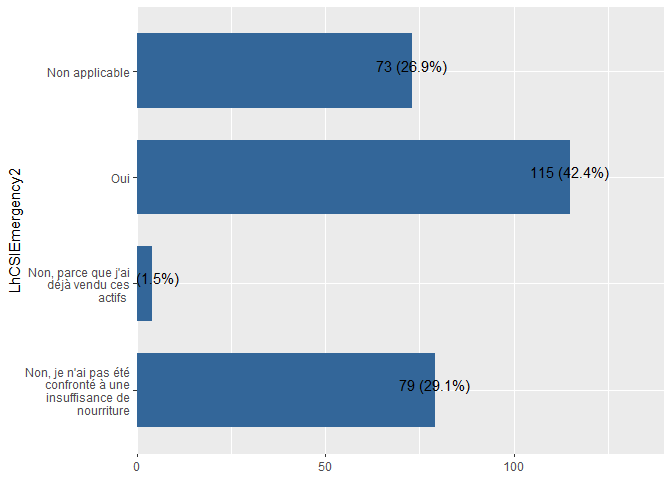 LhCSIEmergency2
Non applicable
73 (26.9%)
Oui
115 (42.4%)
Non, parce que j'ai
déjà vendu ces
actifs
(1.5%)
Non, je n'ai pas été
confronté à une
insuffisance de
nourriture
79 (29.1%)
0
50
100